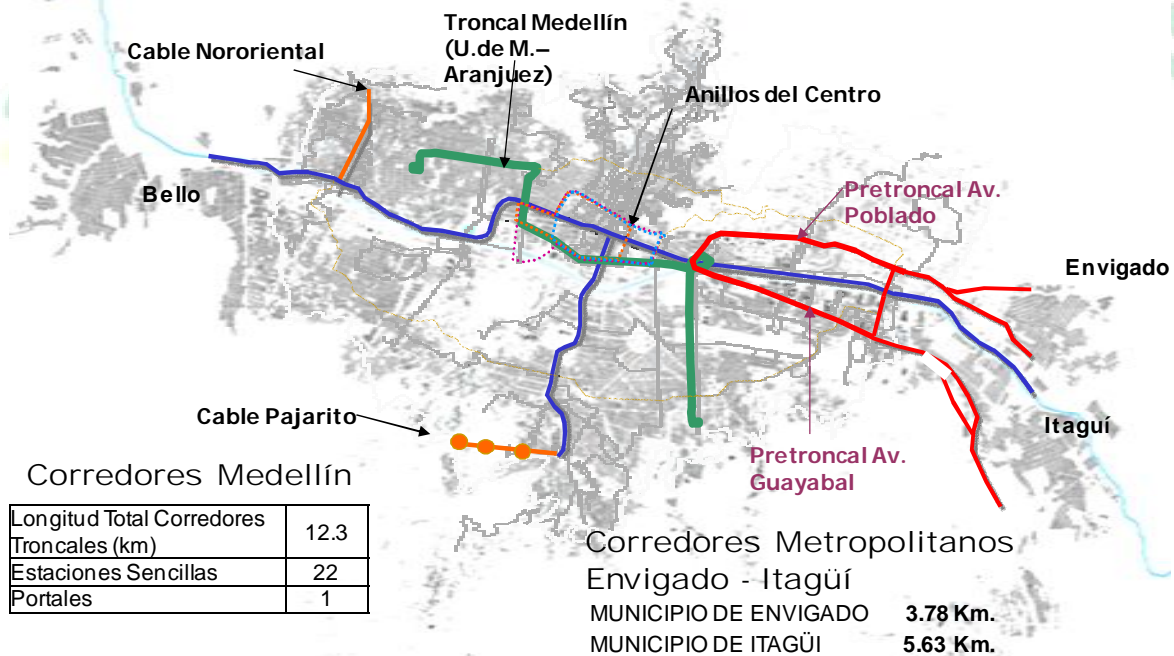 Troncal Medellín
(U.de M.–
Aranjuez)
Cable Nororiental
Anillos del Centro
Bello
Pretroncal Av.
Poblado
Envigado
Cable Pajarito
Itaguí
Pretroncal Av.
Guayabal
Corredores Medellín
Longitud Total Corredores
Troncales (km)
12.3
Estaciones Sencillas
22
Portales
1
Corredores Metropolitanos
Envigado - Itagüí
MUNICIPIO DE ENVIGADO 3.78 Km.
MUNICIPIO DE ITAGÜI 5.63 Km.